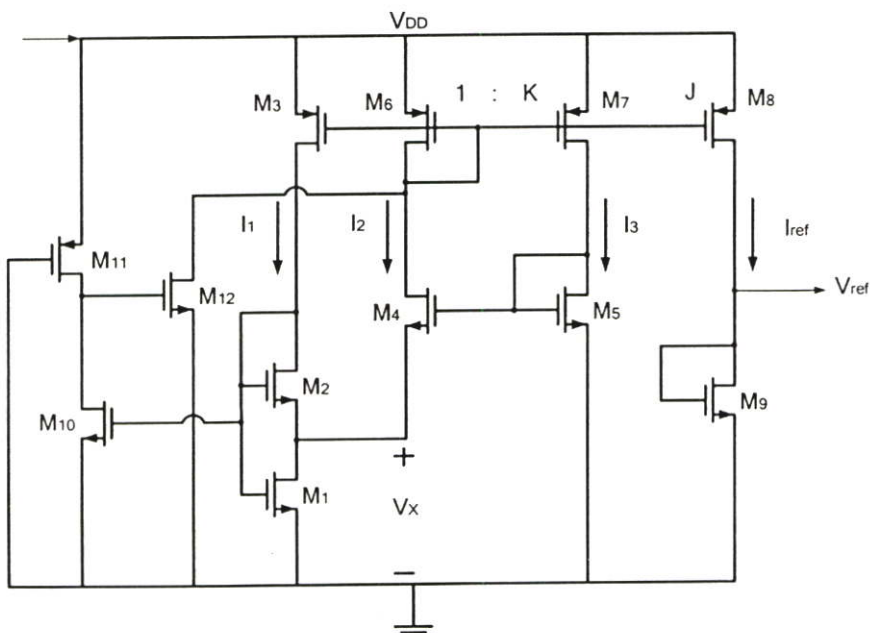 VDD
M3 M6 1 : K M7 J M8
I1 I2 I3 Iref
M11
M12 M4 M5 Vref
M2
M10 M9
+
M1
VX
−